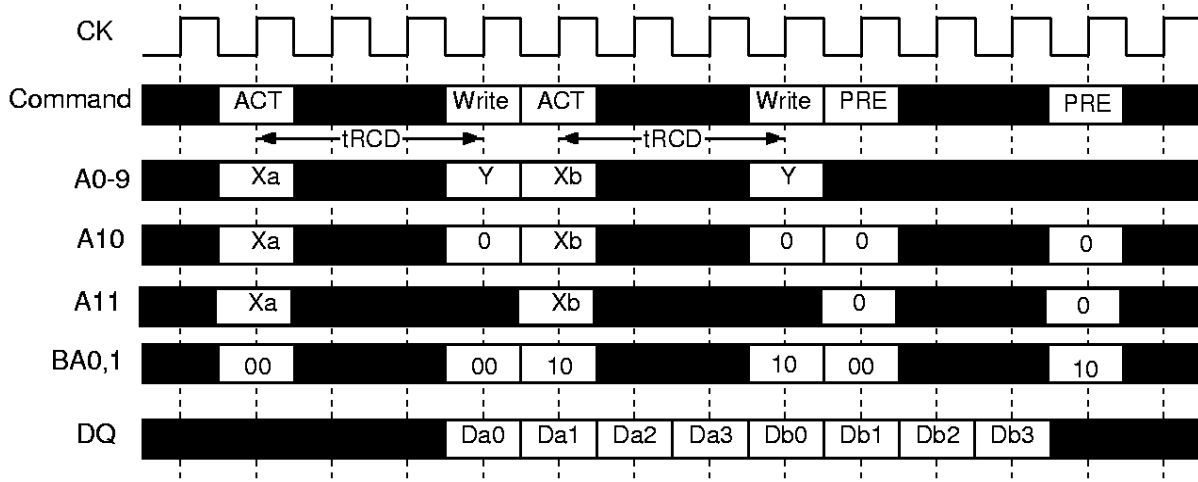 CK
Command ACT Write ACT Write PRE PRE
tRCD tRCD
A0-9 Xa Y Xb Y
A10 Xa 0 Xb 0 0 0
A11 Xa Xb 0 0
BA0,1 00 00 10 10 00 10
DQ Da0 Da1 Da2 Da3 Db0 Db1 Db2 Db3